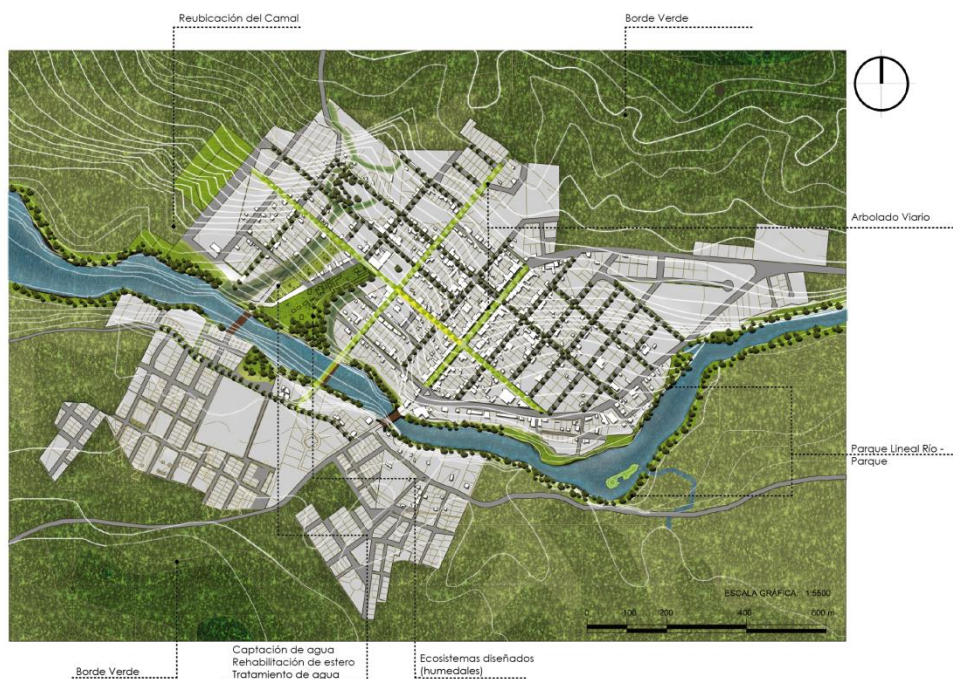 Reubicación del Camal
Borde Verde
Arbolado Viario
Parque Lineal Río -
Parque
ESCALA GRÁFICA 1:5500
0 100 200 400 600 m
Borde Verde
Captación de agua
Rehabilitación de estero
Tratamiento de agua
Ecosistemas diseñados
(humedales)